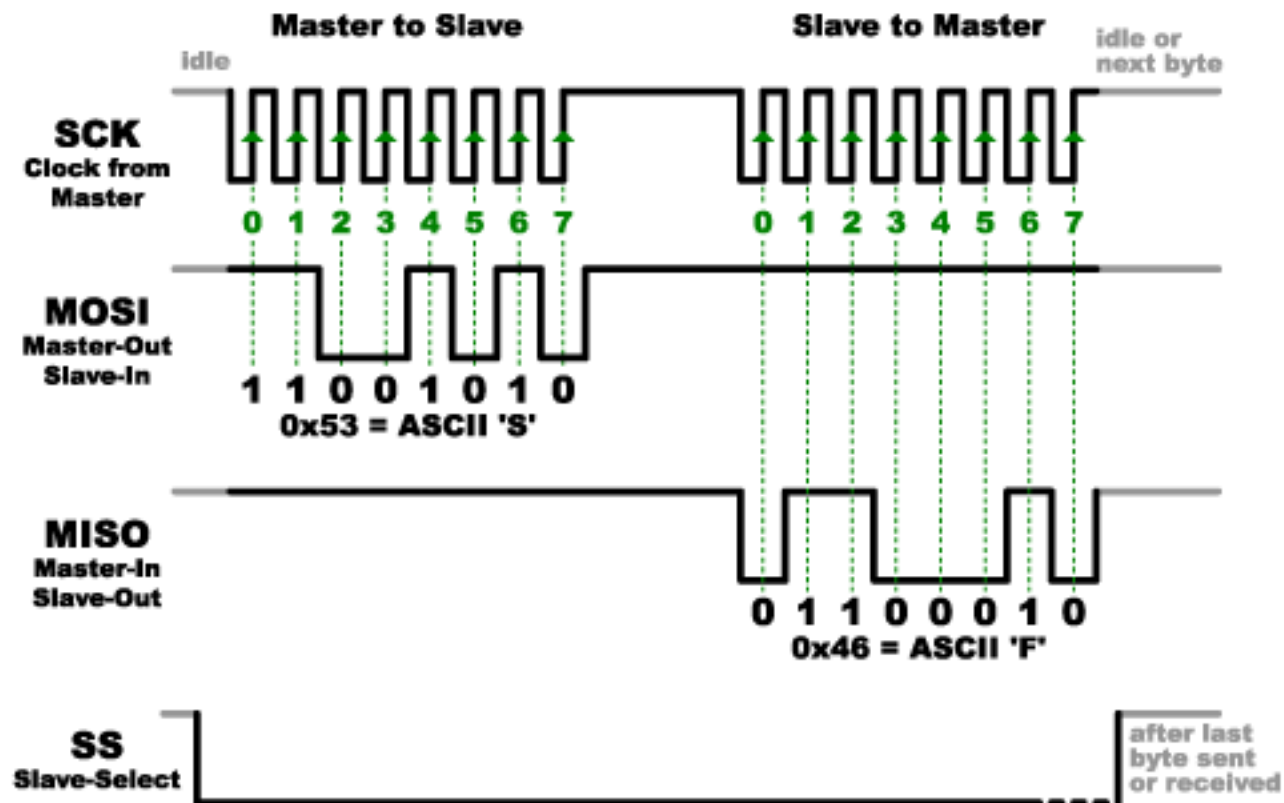 Master to Slave
Slave to Master
idle
idle or
next byte
SCK
Clock from
Master
0 1 2 3 4 5 6 7
0 1 2 3 4 5 6 7
MOSI
Master-Out
Slave-In
1 1 0 0 1 0 1 0
0x53 = ASCII 'S'
MISO
Master-In
Slave-Out
0 1 1 0 0 0 1 0
0x46 = ASCII 'F'
SS
Slave-Select
after last
byte sent
or received